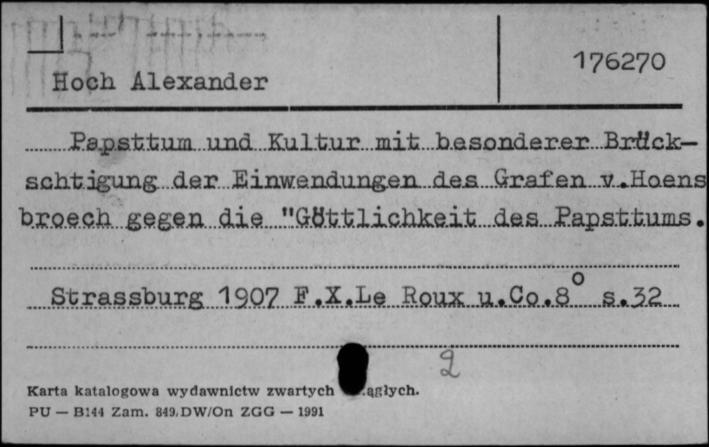 176270
Hoch Alexander
Papsttum und Kultur mit besonderer Brück-
schtigung der Einwendungen des Grafen v.Hoens
broech gegen die "Göttlichkeit des Papsttums.
Strassburg 1907 F.X.Le Roux u.Co.8° s.32
2
Karta katalogowa wydawnictw zwartych ągłych.
PU — B144 Zam. 849.DW/On ZGG — 1991